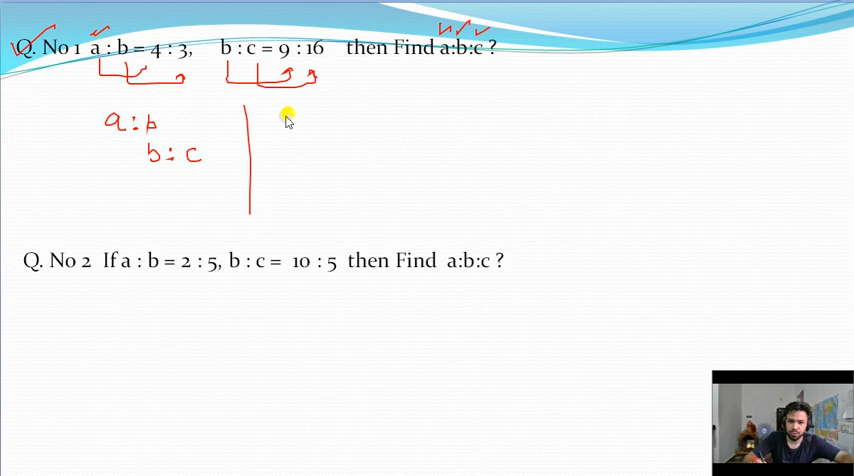 Q. No 1 a : b = 4 : 3, b : c = 9 : 16 then Find a:b:c ?
a : b
b : c
Q. No 2 If a : b = 2 : 5, b : c = 10 : 5 then Find a:b:c ?